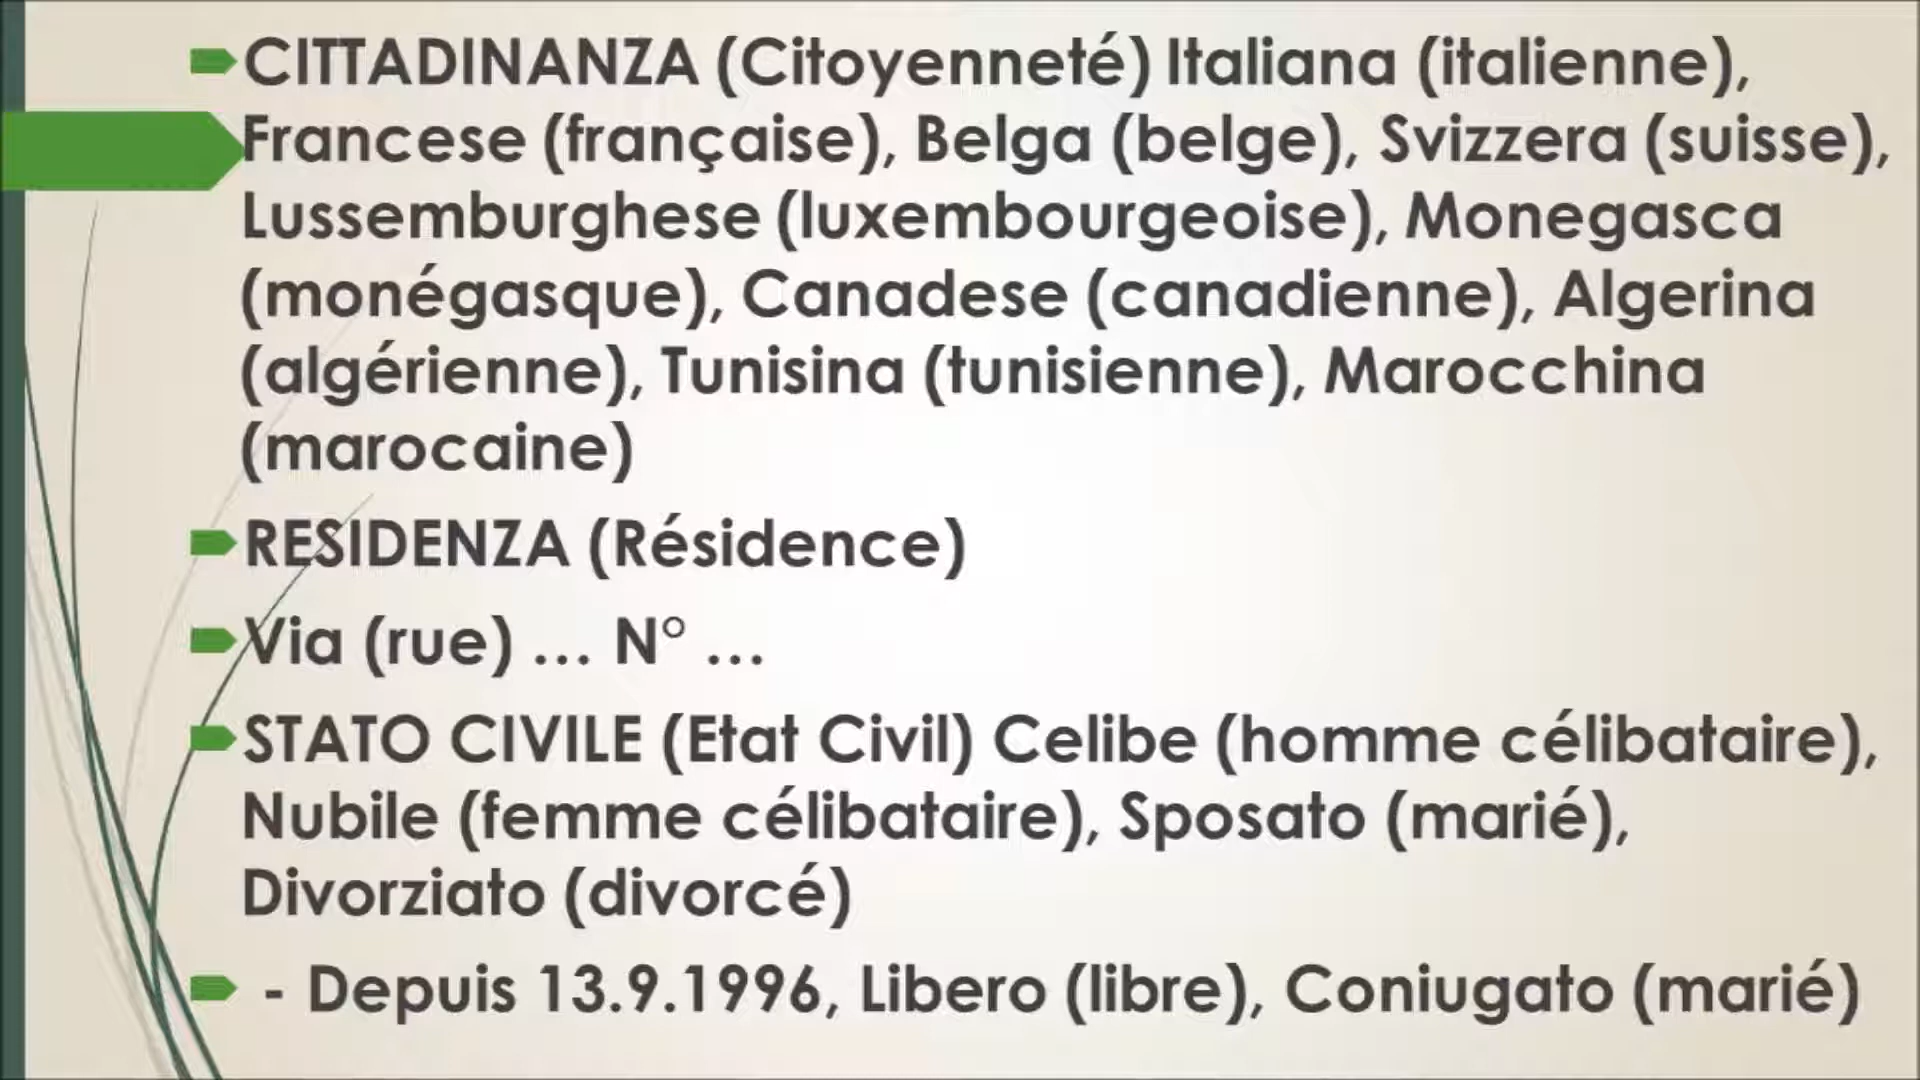 CITTADINANZA (Citoyenneté) Italiana (italienne),
Francese (française), Belga (belge), Svizzera (suisse),
Lussemburghese (luxembourgeoise), Monegasca
(monégasque), Canadese (canadienne), Algerina
(algérienne), Tunisina (tunisienne), Marocchina
(marocaine)
RESIDENZA (Résidence)
Via (rue) … N° …
STATO CIVILE (Etat Civil) Celibe (homme célibataire),
Nubile (femme célibataire), Sposato (marié),
Divorziato (divorcé)
- Depuis 13.9.1996, Libero (libre), Coniugato (marié)